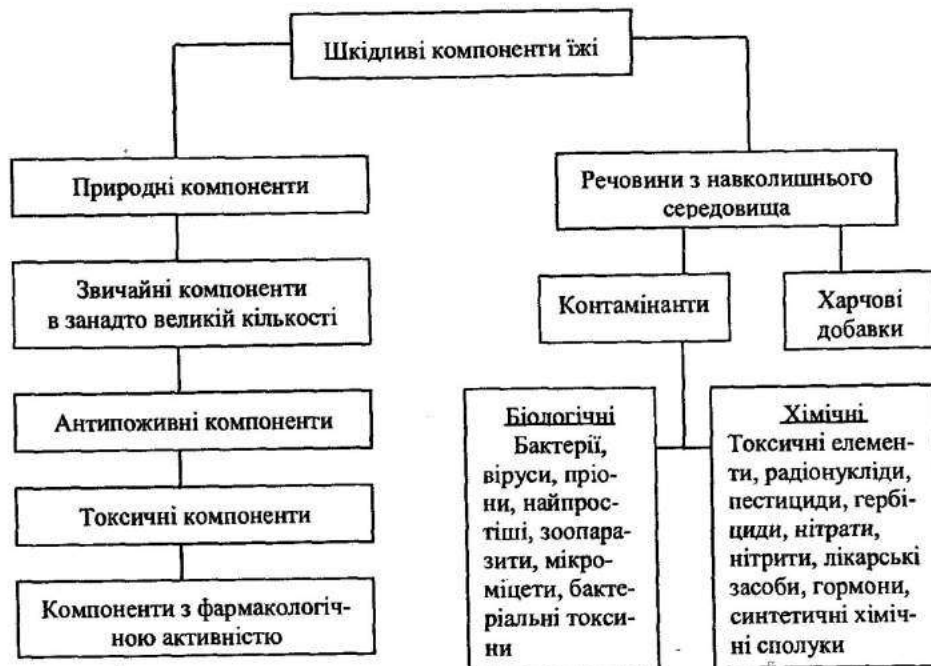 Шкідливі компоненти їжі
Природні компоненти
Звичайні компоненти
в занадто великій кількості
Антипоживні компоненти
Токсичні компоненти
Компоненти з фармакологіч-
ною активністю
Речовини з навколишнього
середовища
Контамінанти
Харчові
добавки
Біологічні
Бактерії,
віруси, пріо-
ни, найпрос-
тіші, зоопара-
зити, мікро-
міцети, бакте-
ріальні токси-
ни
Хімічні
Токсичні елемен-
ти, радіонукліди,
пестициди, гербі-
циди, нітрати,
нітрити, лікарські
засоби, гормони,
синтетичні хіміч-
ні сполуки